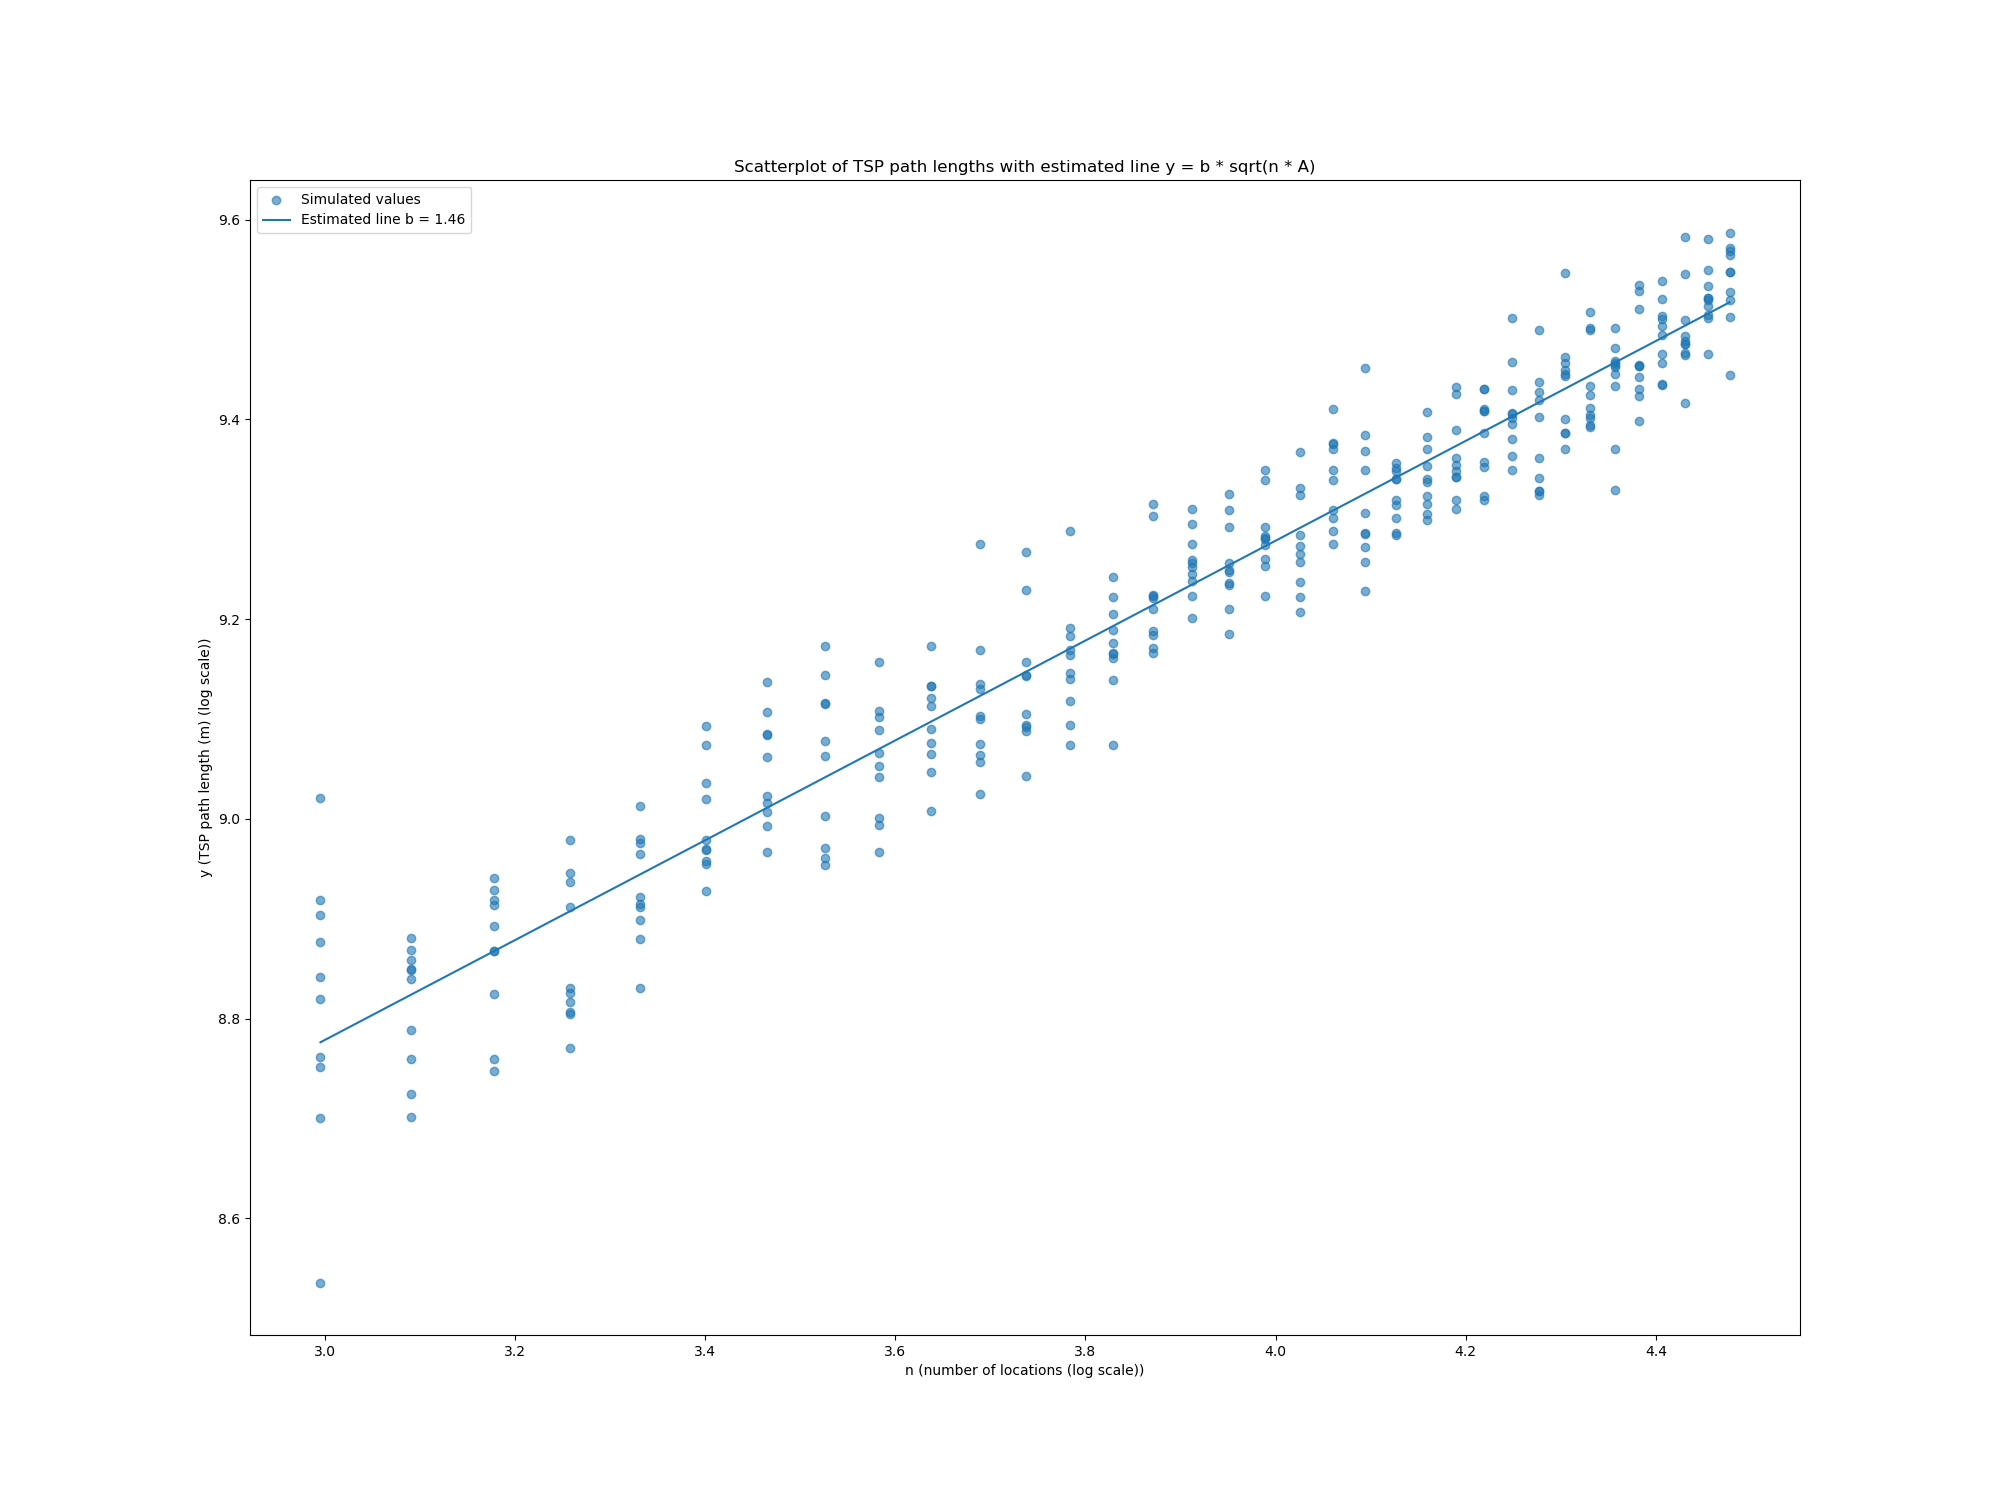 Scatterplot of TSP path lengths with estimated line y = b * sqrt(n * A)
Simulated values
Estimated line b = 1.46
9.6
9.4
9.2
9.0
8.8
8.6
y (TSP path length (m) (log scale))
3.0 3.2 3.4 3.6 3.8 4.0 4.2 4.4
n (number of locations (log scale))